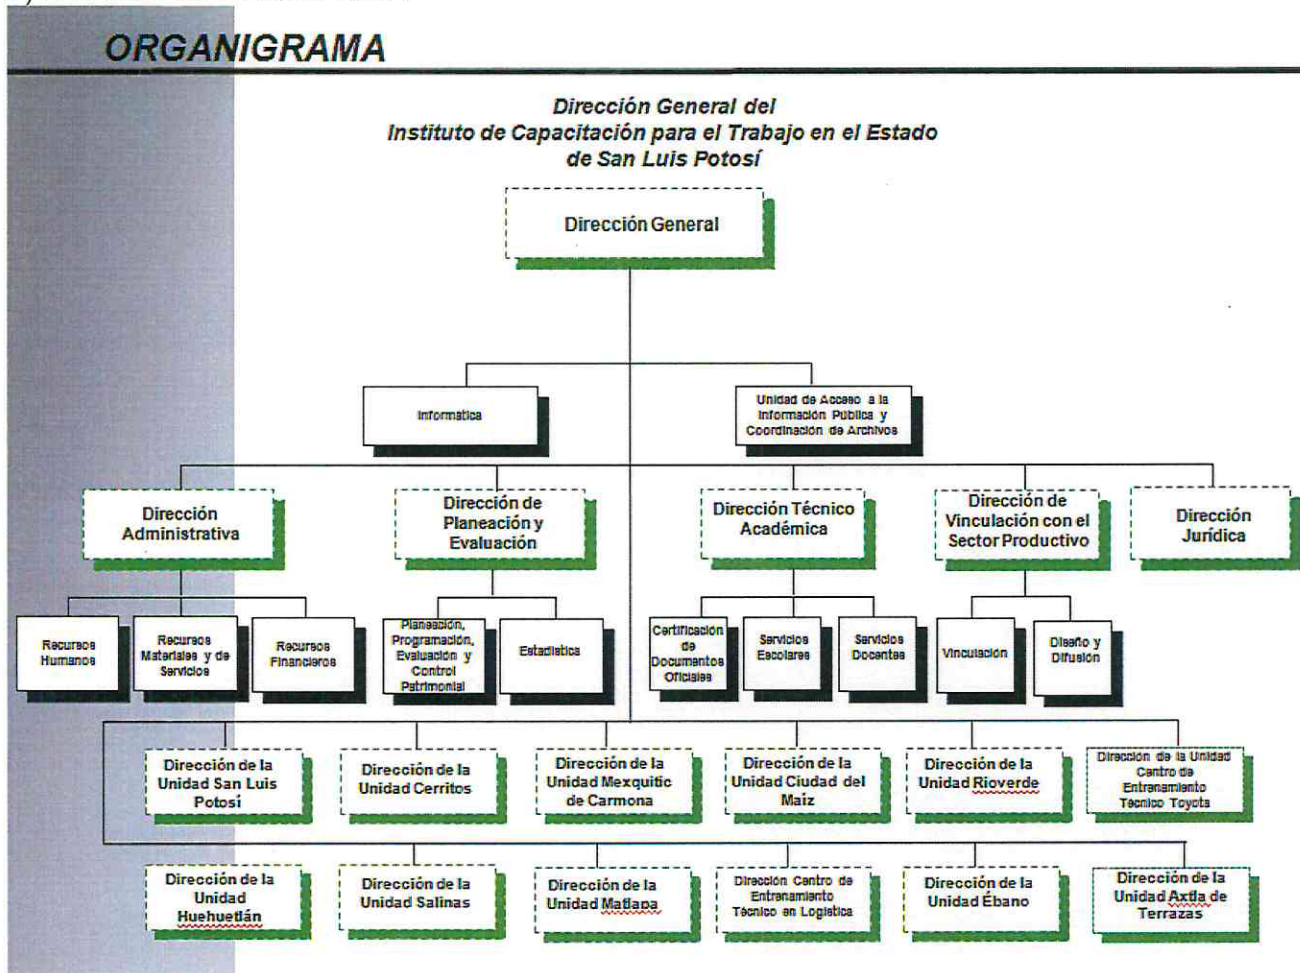 ORGANIGRAMA
Dirección General del
Instituto de Capacitación para el Trabajo en el Estado
de San Luis Potosí
Dirección General
Informática
Unidad de Acceso a la
Información Pública y
Coordinación de Archivos
Dirección
Administrativa
Dirección de
Planeación y
Evaluación
Dirección Técnico
Académica
Dirección de
Vinculación con el
Sector Productivo
Dirección
Jurídica
Recursos
Humanos
Recursos
Materiales y de
Servicios
Recursos
Financieros
Planeación,
Programación,
Evaluación y
Control
Patrimonial
Estadística
Certificación
de
Documentos
Oficiales
Servicios
Escolares
Servicios
Docentes
Vinculación
Diseño y
Difusión
Dirección de la
Unidad San Luis
Potosí
Dirección de la
Unidad Cerritos
Dirección de la
Unidad Mexquitic
de Carmona
Dirección de la
Unidad Ciudad del
Maíz
Dirección de la
Unidad Rioverde
Dirección de la Unidad
Centro de
Entrenamiento
Técnico Toyota
Dirección de la
Unidad
Huehuetlán
Dirección de la
Unidad Salinas
Dirección de la
Unidad Matlapa
Dirección Centro de
Entrenamiento
Técnico en Logística
Dirección de la
Unidad Ébano
Dirección de la
Unidad Axtla de
Terrazas